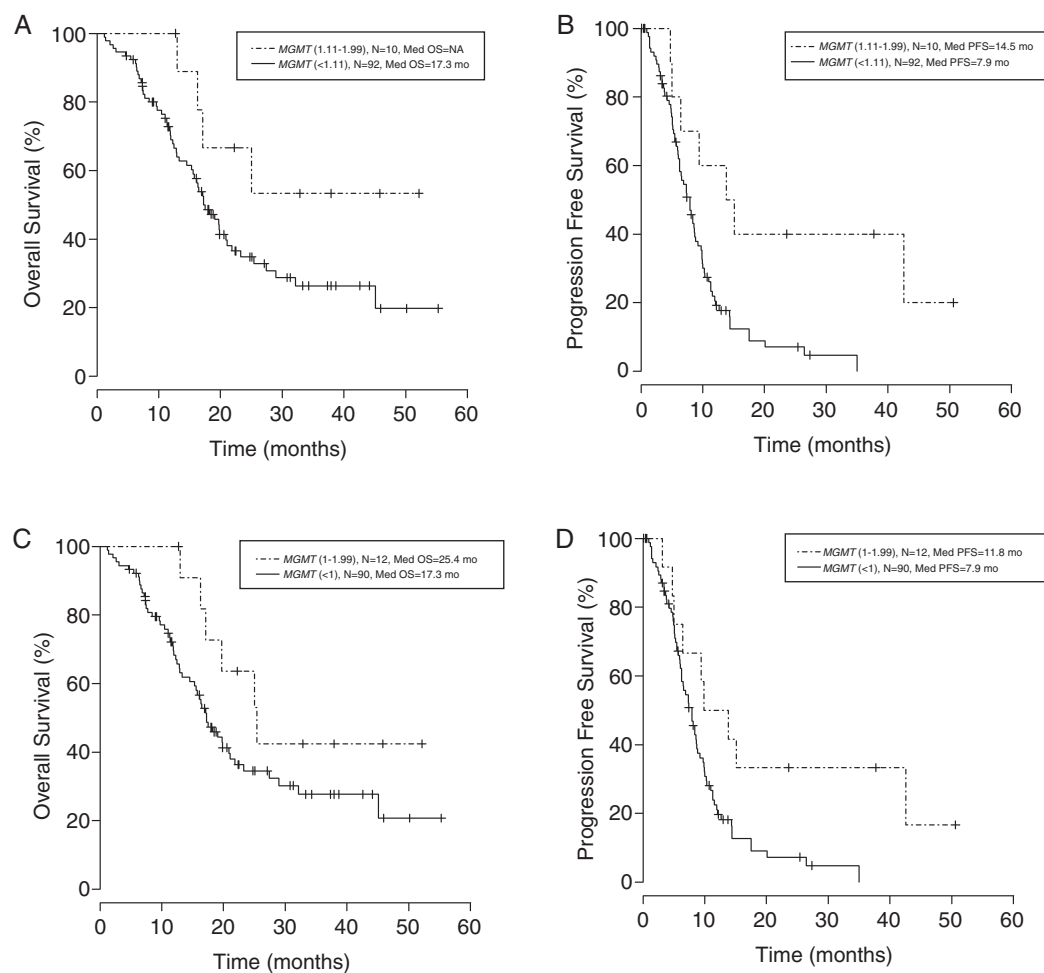 A
Overall Survival (%)
100
80
60
40
20
0
MGMT (1.11-1.99), N=10, Med OS=NA
MGMT (<1.11), N=92, Med OS=17.3 mo
0 10 20 30 40 50 60
Time (months)
B
Progression Free Survival (%)
100
80
60
40
20
0
MGMT (1.11-1.99), N=10, Med PFS=14.5 mo
MGMT (<1.11), N=92, Med PFS=7.9 mo
0 10 20 30 40 50 60
Time (months)
C
Overall Survival (%)
100
80
60
40
20
0
MGMT (1-1.99), N=12, Med OS=25.4 mo
MGMT (<1), N=90, Med OS=17.3 mo
0 10 20 30 40 50 60
Time (months)
D
Progression Free Survival (%)
100
80
60
40
20
0
MGMT (1-1.99), N=12, Med PFS=11.8 mo
MGMT (<1), N=90, Med PFS=7.9 mo
0 10 20 30 40 50 60
Time (months)